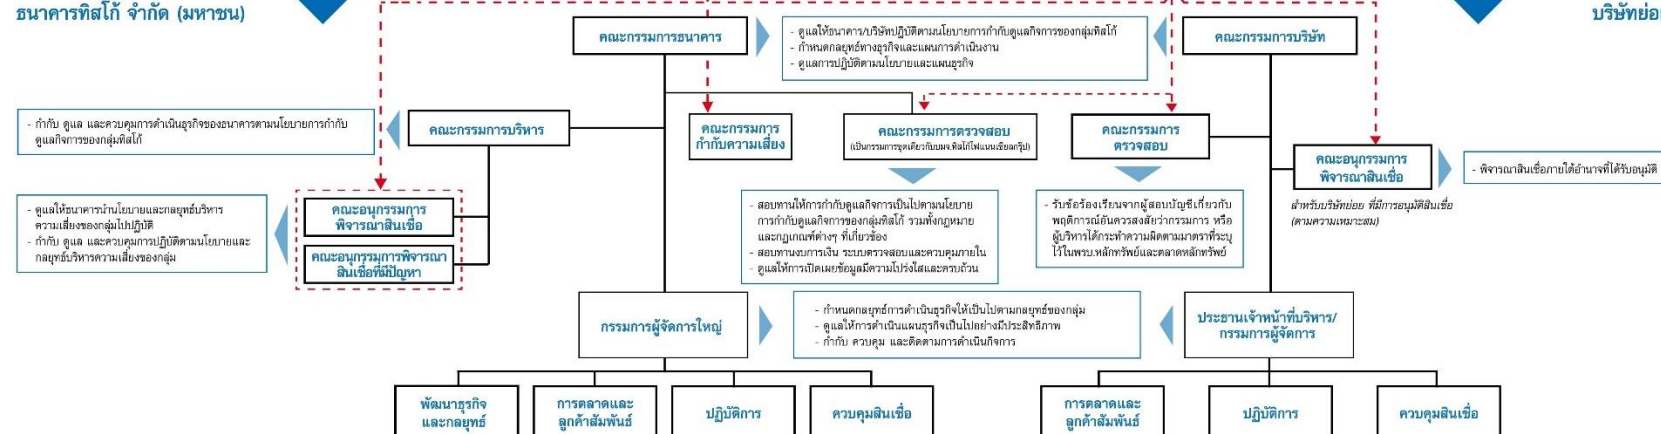 ธนาคารทิสโก้ จำกัด (มหาชน)
บริษัทย่อ
คณะกรรมการธนาคาร
- ดูแลให้ธนาคาร/บริษัทปฏิบัติตามนโยบายการกำกับดูแลกิจการของกลุ่มทิสโก้
- กำหนดกลยุทธ์ทางธุรกิจและแผนการดำเนินงาน
- ดูแลการปฏิบัติตามนโยบายและแผนธุรกิจ
คณะกรรมการบริษัท
- กำกับ ดูแล และควบคุมการดำเนินธุรกิจของธนาคารตามนโยบายการกำกับ
ดูแลกิจการของกลุ่มทิสโก้
คณะกรรมการบริหาร
คณะกรรมการ
กำกับความเสี่ยง
คณะกรรมการตรวจสอบ
(เป็นกรรมการชุดเดียวกับบมจ.ทิสโก้ไฟแนนเชียลกรุ๊ป)
คณะกรรมการ
ตรวจสอบ
คณะอนุกรรมการ
พิจารณาสินเชื่อ
- พิจารณาสินเชื่อภายใต้อำนาจที่ได้รับอนุมัติ
สำหรับบริษัทย่อย ที่มีการอนุมัติสินเชื่อ
(ตามความเหมาะสม)
- ดูแลให้ธนาคารนำนโยบายและกลยุทธ์บริหาร
ความเสี่ยงของกลุ่มไปปฏิบัติ
- กำกับ ดูแล และควบคุมการปฏิบัติตามนโยบายและ
กลยุทธ์บริหารความเสี่ยงของกลุ่ม
คณะอนุกรรมการ
พิจารณาสินเชื่อ
คณะอนุกรรมการพิจารณา
สินเชื่อที่มีปัญหา
- สอบทานให้การกำกับดูแลกิจการเป็นไปตามนโยบาย
การกำกับดูแลกิจการของกลุ่มทิสโก้ รวมทั้งกฎหมาย
และกฎเกณฑ์ต่างๆ ที่เกี่ยวข้อง
- สอบทานงบการเงิน ระบบตรวจสอบและควบคุมภายใน
- ดูแลให้การเปิดเผยข้อมูลมีความโปร่งใสและครบถ้วน
- รับข้อร้องเรียนจากผู้สอบบัญชีเกี่ยวกับ
พฤติการณ์อันควรสงสัยว่ากรรมการ หรือ
ผู้บริหารได้กระทำความผิดตามมาตราที่ระบุ
ไว้ในพรบ.หลักทรัพย์และตลาดหลักทรัพย์
กรรมการผู้จัดการใหญ่
- กำหนดกลยุทธ์การดำเนินธุรกิจให้เป็นไปตามกลยุทธ์ของกลุ่ม
- ดูแลให้การดำเนินแผนธุรกิจเป็นไปอย่างมีประสิทธิภาพ
- กำกับ ควบคุม และติดตามการดำเนินกิจการ
ประธานเจ้าหน้าที่บริหาร/
กรรมการผู้จัดการ
พัฒนาธุรกิจ
และกลยุทธ์
การตลาดและ
ลูกค้าสัมพันธ์
ปฏิบัติการ
ควบคุมสินเชื่อ
การตลาดและ
ลูกค้าสัมพันธ์
ปฏิบัติการ
ควบคุมสินเชื่อ